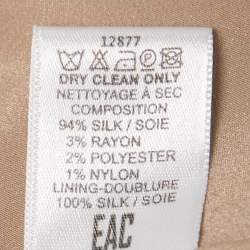 12877
DRY CLEAN ONLY
NETTOYAGE À SEC
COMPOSITION
94% SILK / SOIE
3% RAYON
2% POLYESTER
1% NYLON
LINING-DOUBLURE
100% SILK / SOIE
EAC